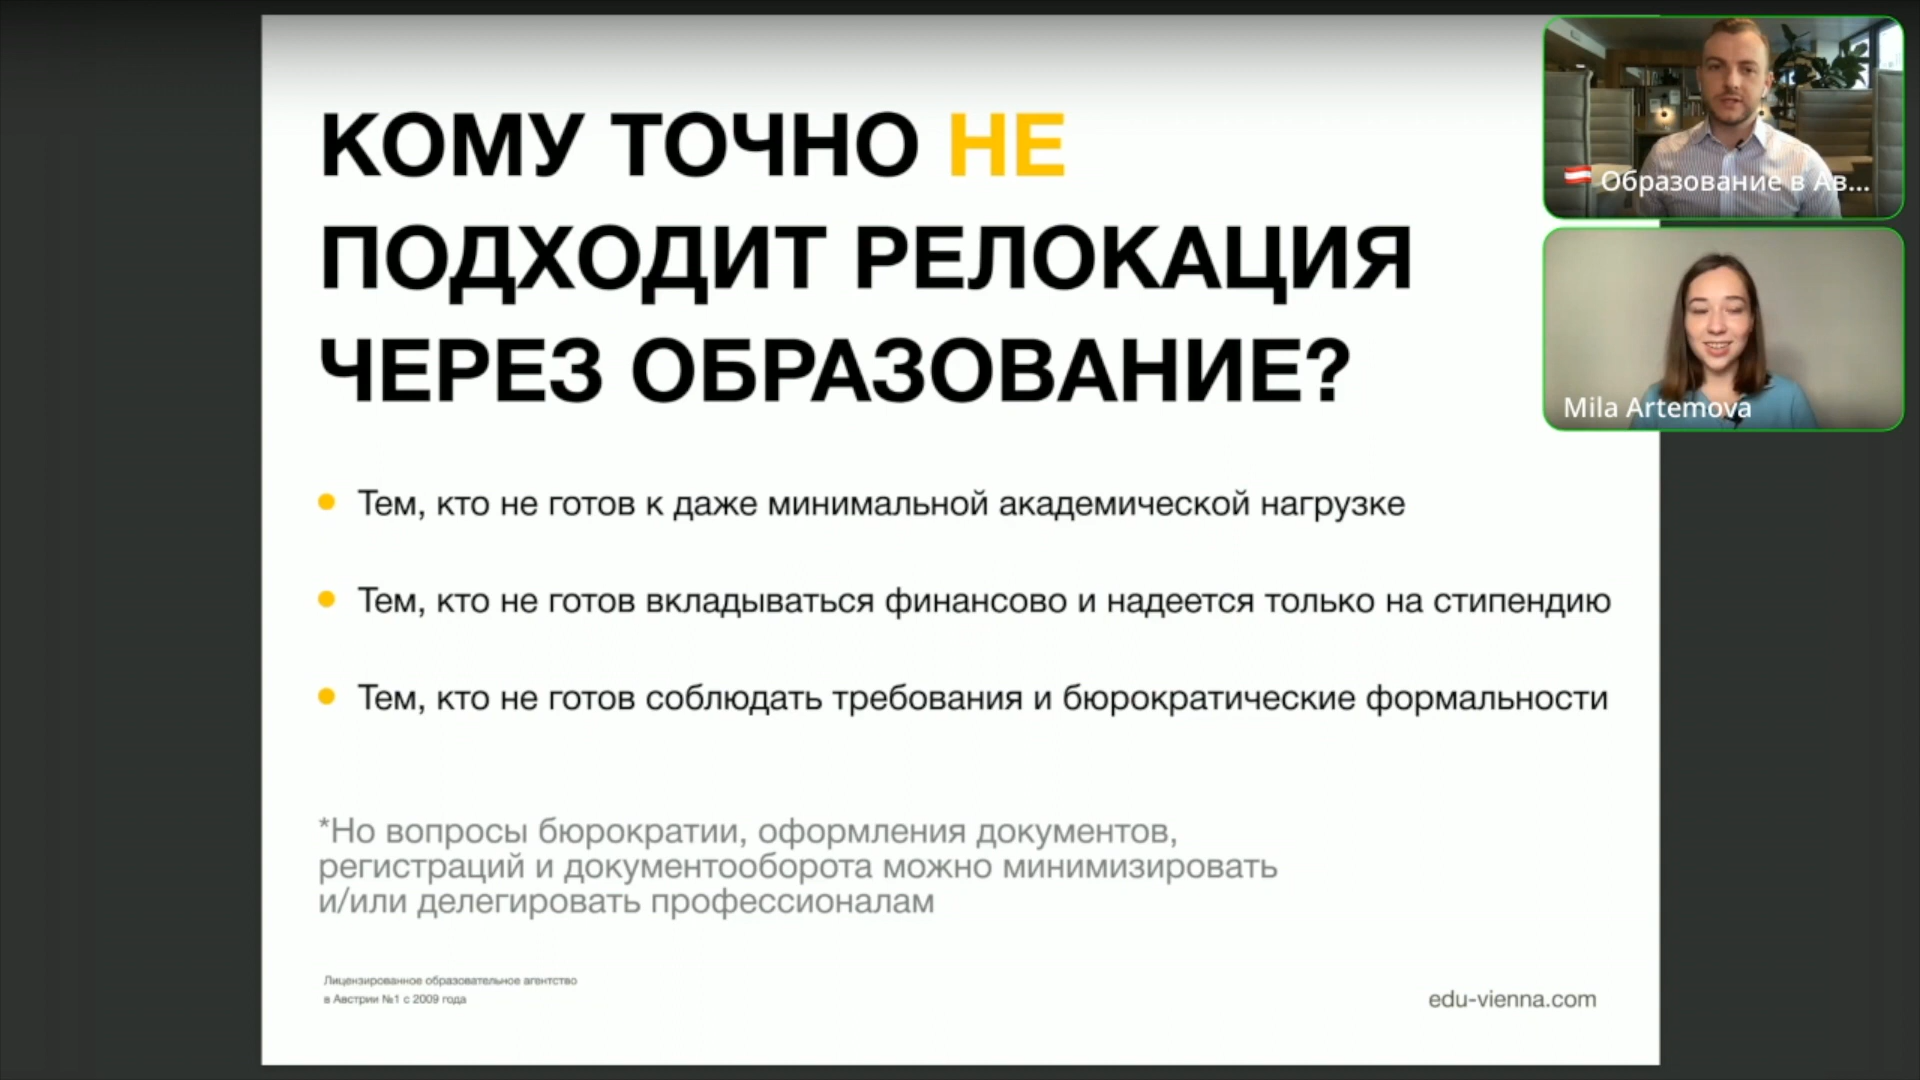 КОМУ ТОЧНО НЕ
ПОДХОДИТ РЕЛОКАЦИЯ
ЧЕРЕЗ ОБРАЗОВАНИЕ?
Тем, кто не готов к даже минимальной академической нагрузке
Тем, кто не готов вкладываться финансово и надеется только на стипендию
Тем, кто не готов соблюдать требования и бюрократические формальности
*Но вопросы бюрократии, оформления документов,
регистраций и документооборота можно минимизировать
и/или делегировать профессионалам
Лицензированное образовательное агентство
в Австрии №1 с 2009 года
edu-vienna.com
Образование в Ав...
Mila Artemova